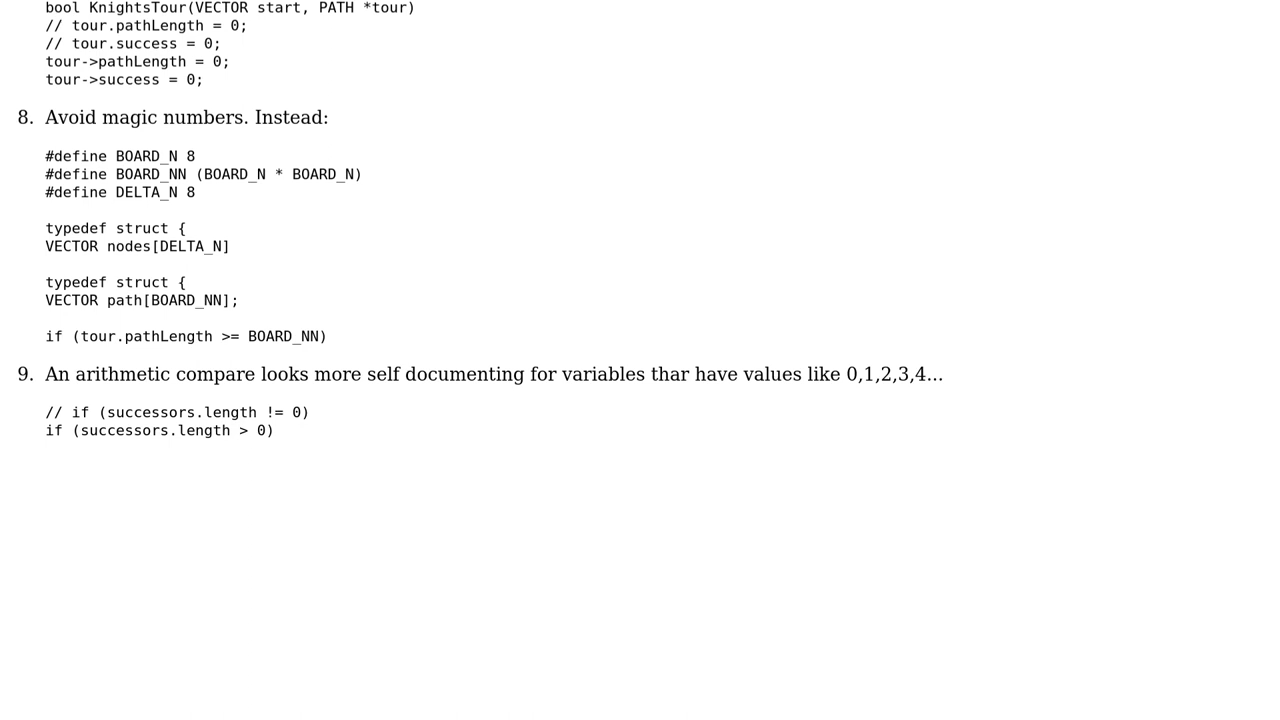 bool KnightsTour(VECTOR start, PATH *tour)
// tour.pathLength = 0;
// tour.success = 0;
tour->pathLength = 0;
tour->success = 0;
8. Avoid magic numbers. Instead:
#define BOARD_N 8
#define BOARD_NN (BOARD_N * BOARD_N)
#define DELTA_N 8
typedef struct {
VECTOR nodes[DELTA_N]
typedef struct {
VECTOR path[BOARD_NN];
if (tour.pathLength >= BOARD_NN)
9. An arithmetic compare looks more self documenting for variables thar have values like 0,1,2,3,4...
// if (successors.length != 0)
if (successors.length > 0)